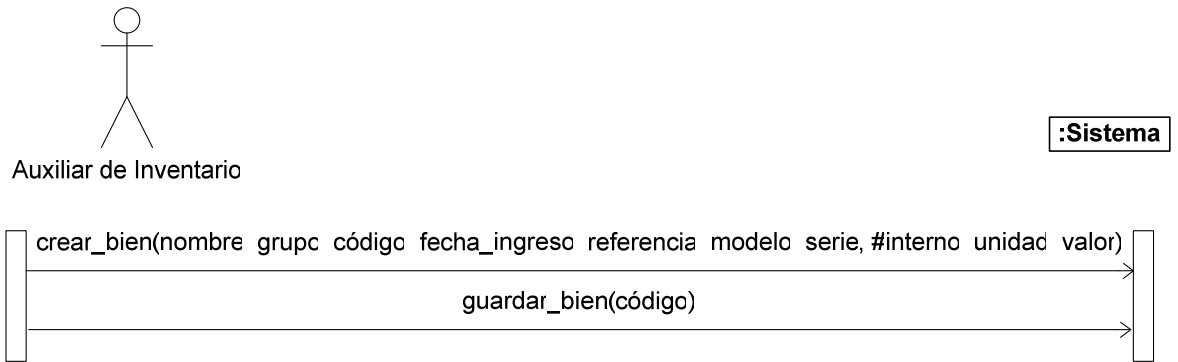 :Sistema
Auxiliar de Inventario
crear_bien(nombre grupo código fecha_ingreso referencia modelo serie, #interno unidad valor)
guardar_bien(código)